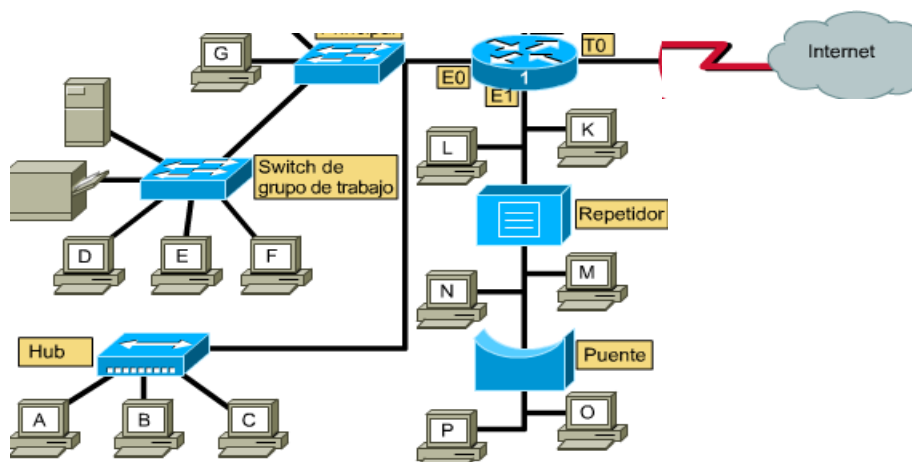 G
T0
Internet
E0
1
E1
L
K
Switch de
grupo de trabajo
Repetidor
D
E
F
N
M
Hub
Puente
A
B
C
P
O